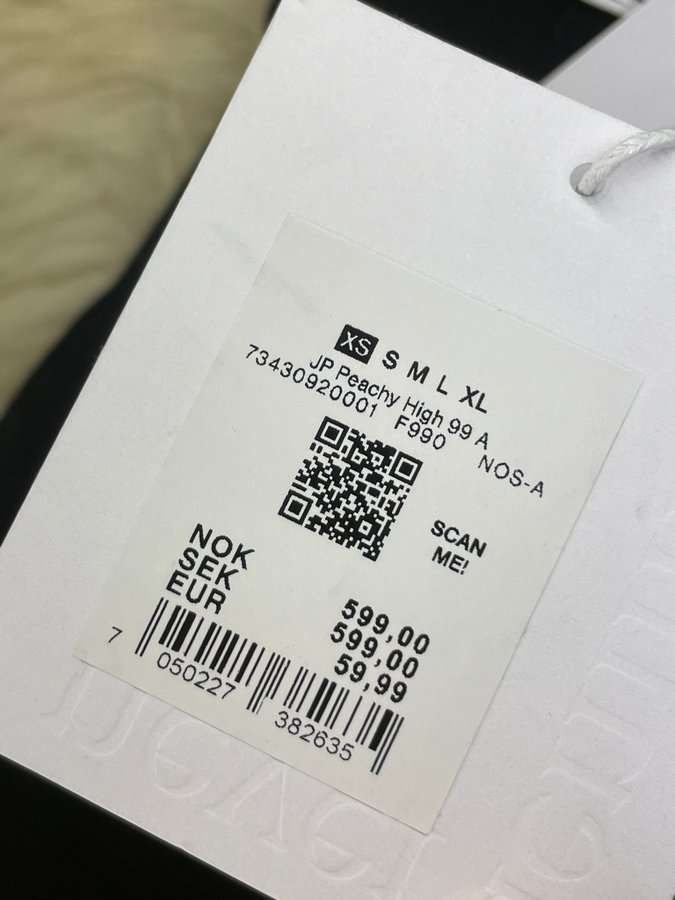 XS S M L XL
JP Peachy High 99 A
73430920001 F990 NOS-A
SCAN
ME!
NOK 599,00
SEK 599,00
EUR 59,99
7 050227 382635